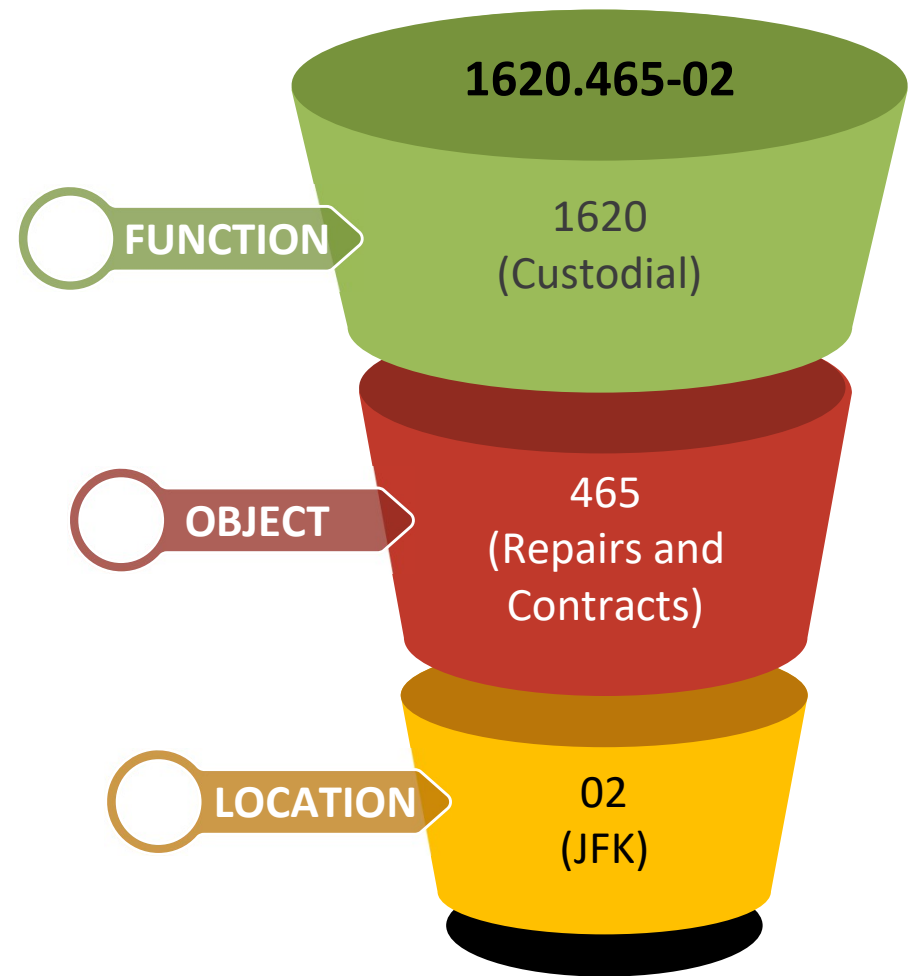 1620.465-02
FUNCTION
1620
(Custodial)
OBJECT
465
(Repairs and
Contracts)
LOCATION
02
(JFK)